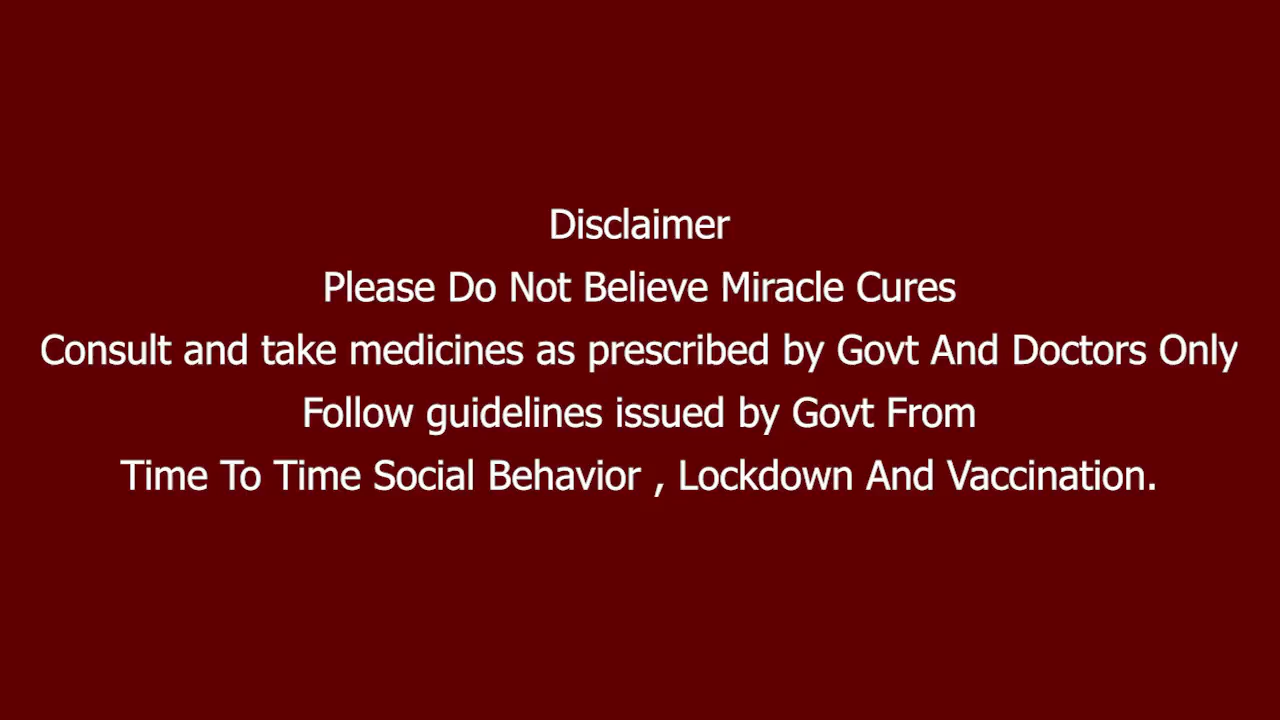 Disclaimer
Please Do Not Believe Miracle Cures
Consult and take medicines as prescribed by Govt And Doctors Only
Follow guidelines issued by Govt From
Time To Time Social Behavior , Lockdown And Vaccination.